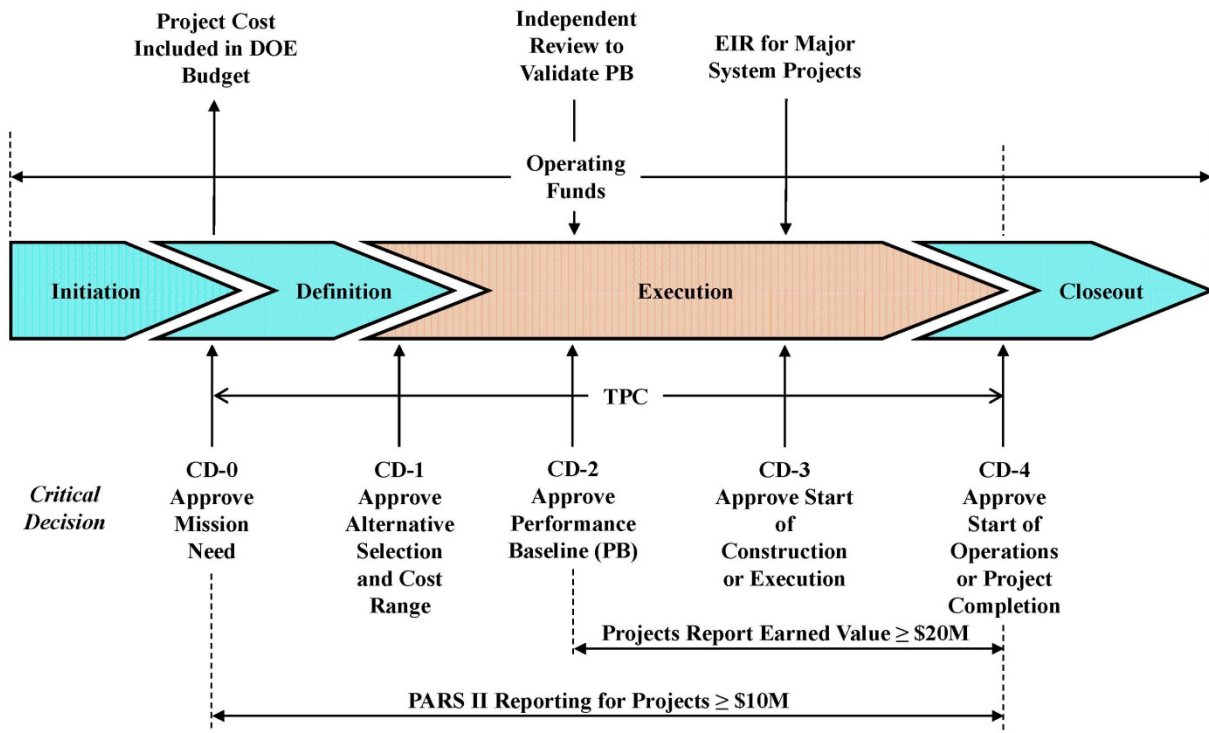 Project Cost
Included in DOE
Budget
Independent
Review to
Validate PB
EIR for Major
System Projects
Operating
Funds
Initiation
Definition
Execution
Closeout
TPC
Critical
Decision
CD-0
Approve
Mission
Need
CD-1
Approve
Alternative
Selection
and Cost
Range
CD-2
Approve
Performance
Baseline (PB)
CD-3
Approve Start
of
Construction
or Execution
CD-4
Approve
Start of
Operations
or Project
Completion
Projects Report Earned Value ≥ $20M
PARS II Reporting for Projects ≥ $10M